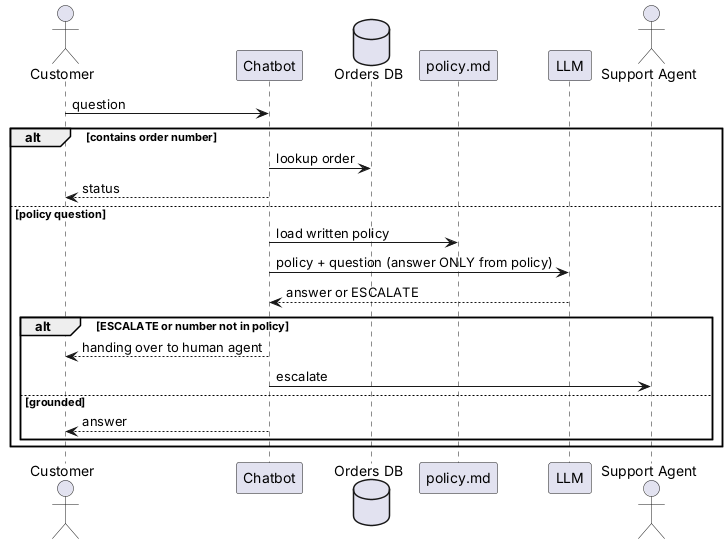 Customer
Chatbot
Orders DB
policy.md
LLM
Support Agent
question
alt
[contains order number]
lookup order
status
[policy question]
load written policy
policy + question (answer ONLY from policy)
answer or ESCALATE
alt
[ESCALATE or number not in policy]
handing over to human agent
escalate
[grounded]
answer
Customer
Chatbot
Orders DB
policy.md
LLM
Support Agent